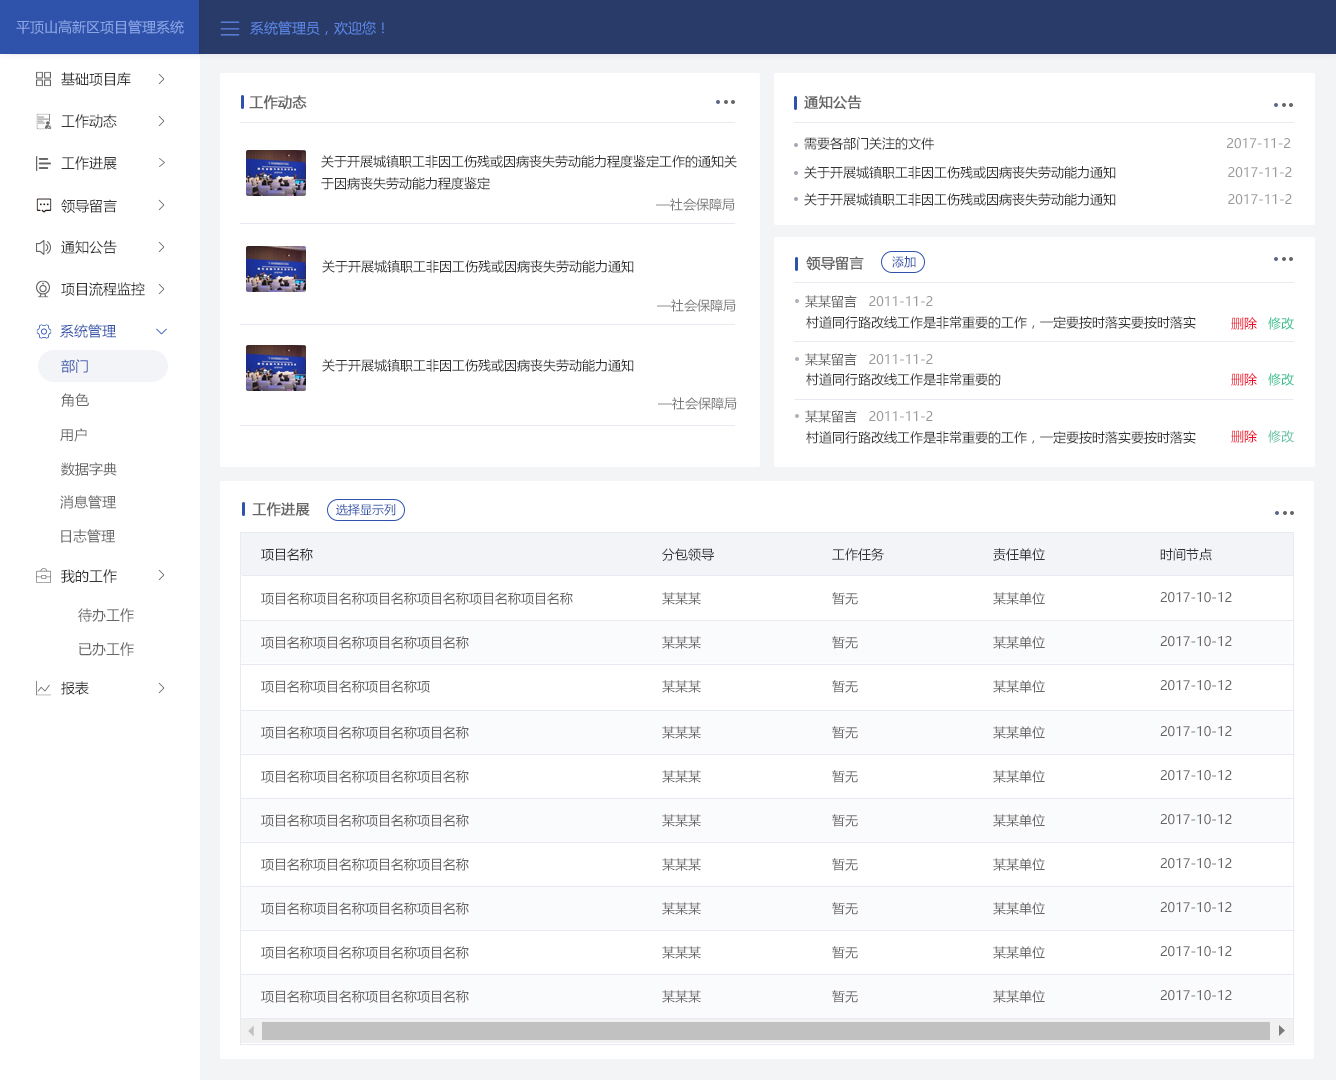 平顶山高新区项目管理系统
系统管理员，欢迎您！
基础项目库
工作动态
工作进展
领导留言
通知公告
项目流程监控
系统管理
部门
角色
用户
数据字典
消息管理
日志管理
我的工作
待办工作
已办工作
报表
工作动态
关于开展城镇职工非因工伤残或因病丧失劳动能力程度鉴定工作的通知关
于因病丧失劳动能力程度鉴定
—社会保障局
关于开展城镇职工非因工伤残或因病丧失劳动能力通知
—社会保障局
关于开展城镇职工非因工伤残或因病丧失劳动能力通知
—社会保障局
通知公告
需要各部门关注的文件 2017-11-2
关于开展城镇职工非因工伤残或因病丧失劳动能力通知 2017-11-2
关于开展城镇职工非因工伤残或因病丧失劳动能力通知 2017-11-2
领导留言 添加
某某留言 2011-11-2
村道同行路改线工作是非常重要的工作，一定要按时落实要按时落实 删除 修改
某某留言 2011-11-2
村道同行路改线工作是非常重要的 删除 修改
某某留言 2011-11-2
村道同行路改线工作是非常重要的工作，一定要按时落实要按时落实 删除 修改
工作进展 选择显示列
项目名称 分包领导 工作任务 责任单位 时间节点
项目名称项目名称项目名称项目名称项目名称项目名称 某某某 暂无 某某单位 2017-10-12
项目名称项目名称项目名称项目名称 某某某 暂无 某某单位 2017-10-12
项目名称项目名称项目名称项 某某某 暂无 某某单位 2017-10-12
项目名称项目名称项目名称项目名称 某某某 暂无 某某单位 2017-10-12
项目名称项目名称项目名称项目名称 某某某 暂无 某某单位 2017-10-12
项目名称项目名称项目名称项目名称 某某某 暂无 某某单位 2017-10-12
项目名称项目名称项目名称项目名称 某某某 暂无 某某单位 2017-10-12
项目名称项目名称项目名称项目名称 某某某 暂无 某某单位 2017-10-12
项目名称项目名称项目名称项目名称 某某某 暂无 某某单位 2017-10-12
项目名称项目名称项目名称项目名称 某某某 暂无 某某单位 2017-10-12